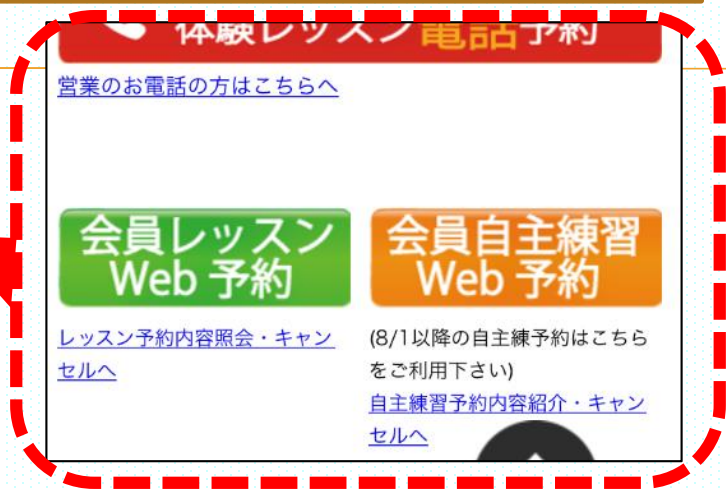 体験レッスン電話予約
営業のお電話の方はこちらへ
会員レッスン
Web 予約
レッスン予約内容照会・キャン
セルへ
会員自主練習
Web 予約
(8/1以降の自主練予約はこちら
をご利用下さい)
自主練習予約内容紹介・キャン
セルへ